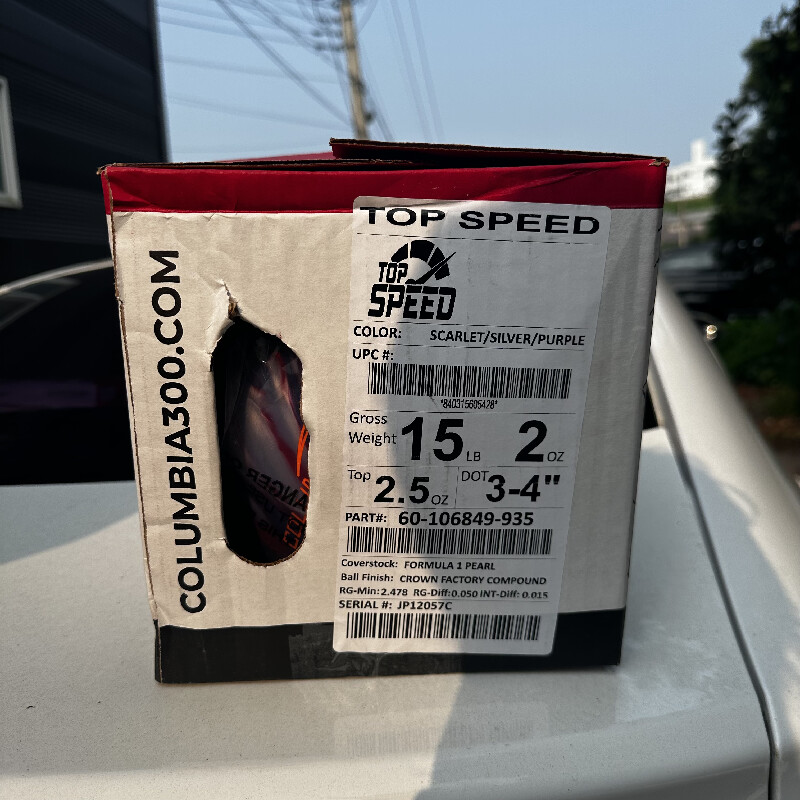 COLUMBIA300.COM
TOP SPEED
TOP
SPEED
COLOR: SCARLET/SILVER/PURPLE
UPC #:
*840315605428*
Gross
Weight 15 LB 2 OZ
Top 2.5 OZ DOT 3-4"
PART#: 60-106849-935
Coverstock: FORMULA 1 PEARL
Ball Finish: CROWN FACTORY COMPOUND
RG-Min:2.478 RG-Diff:0.050 INT-Diff: 0.015
SERIAL #: JP12057C